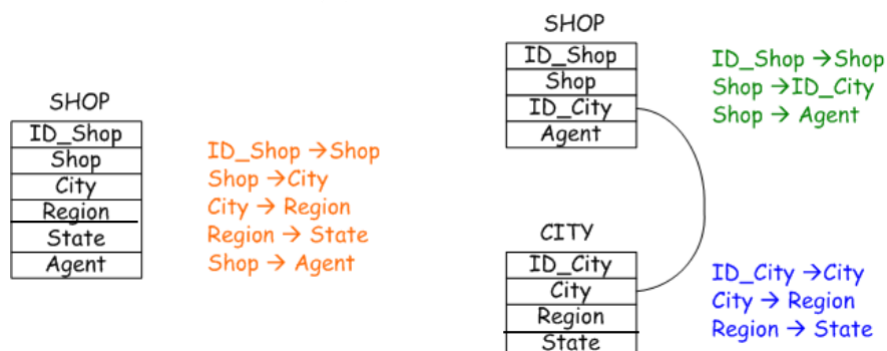 SHOP
ID_Shop
Shop
City
Region
State
Agent
ID_Shop →Shop
Shop →City
City → Region
Region → State
Shop → Agent
SHOP
ID_Shop
Shop
ID_City
Agent
ID_Shop →Shop
Shop →ID_City
Shop → Agent
CITY
ID_City
City
Region
State
ID_City →City
City → Region
Region → State